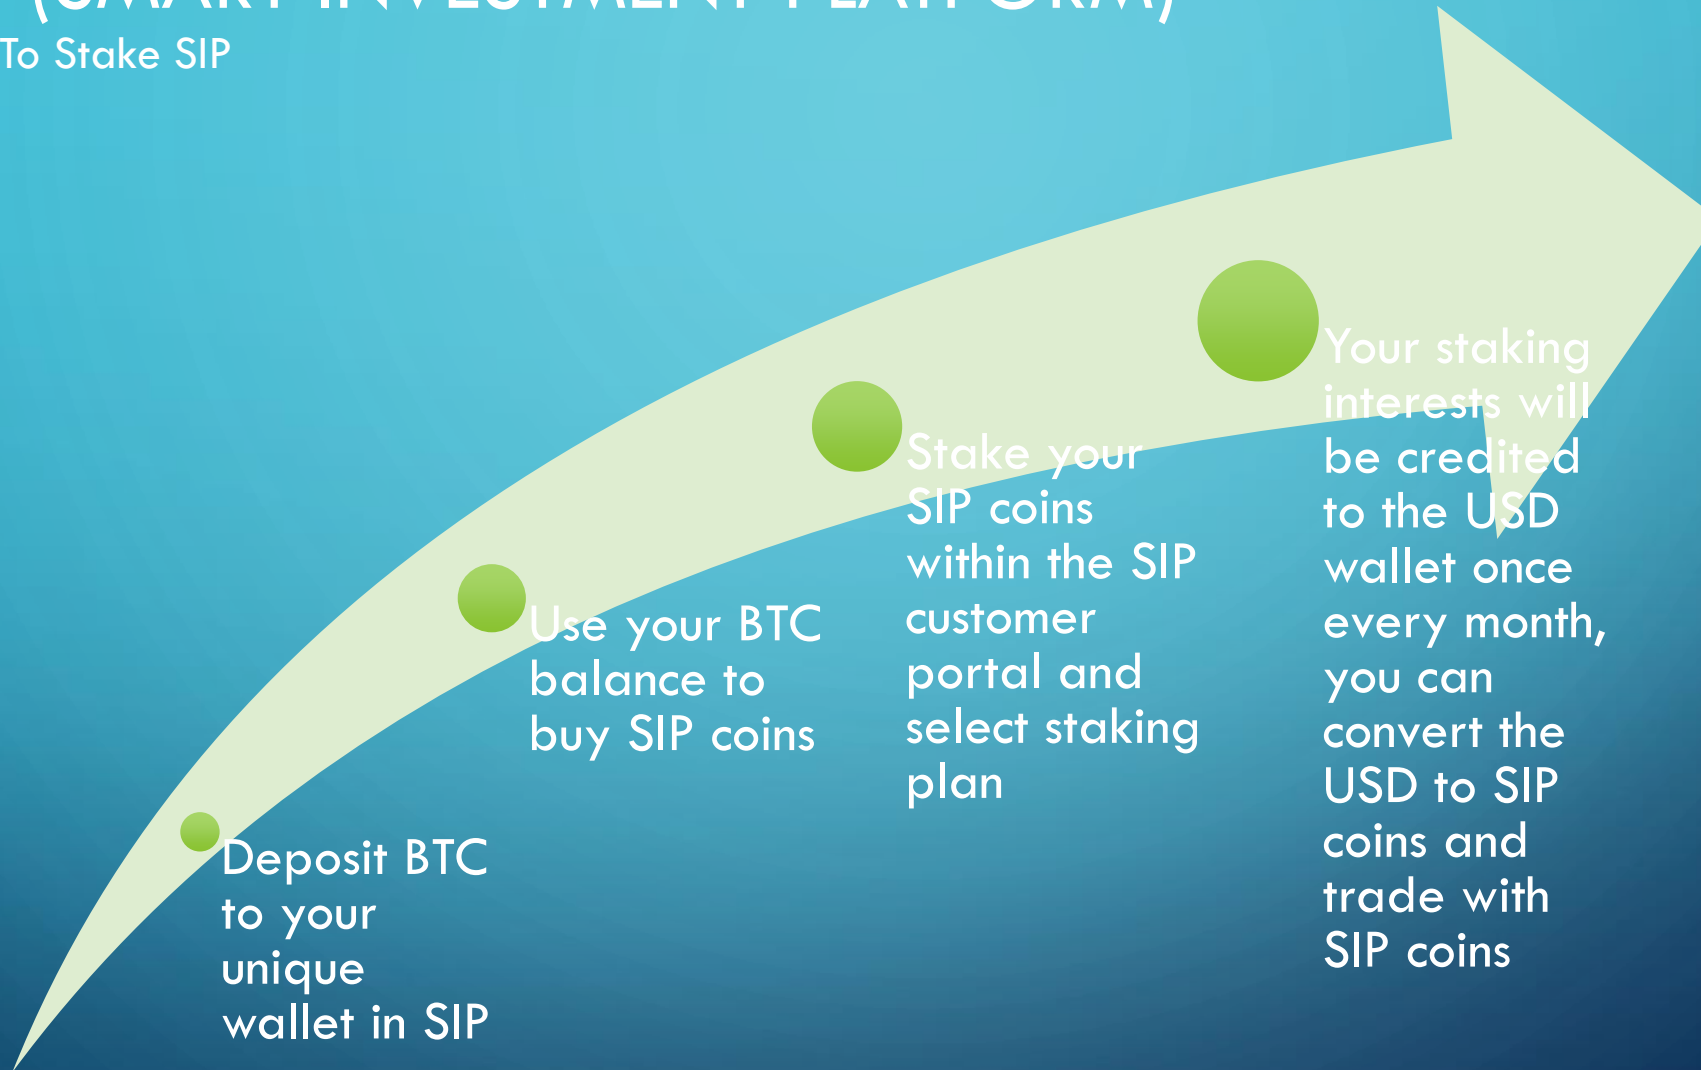 (SMART INVESTMENT PLATFORM)
To Stake SIP
Deposit BTC
to your
unique
wallet in SIP
Use your BTC
balance to
buy SIP coins
Stake your
SIP coins
within the SIP
customer
portal and
select staking
plan
Your staking
interests will
be credited
to the USD
wallet once
every month,
you can
convert the
USD to SIP
coins and
trade with
SIP coins